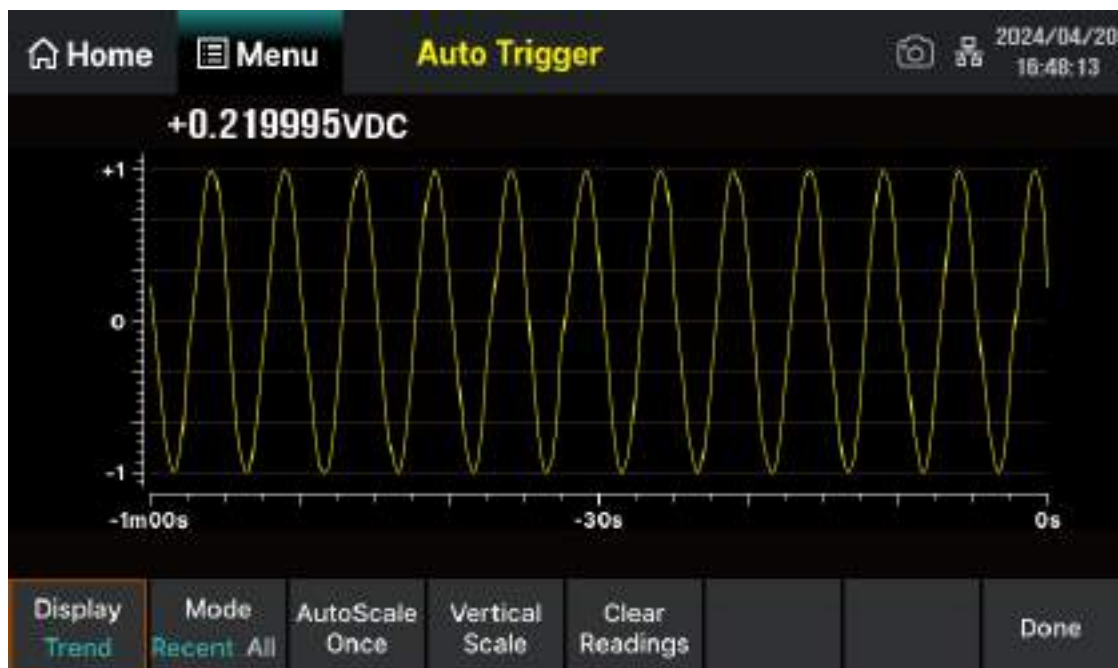 Home Menu Auto Trigger 2024/04/20
16:48:13
+0.219995VDC
+1
0
-1
-1m00s -30s 0s
Display Mode AutoScale Vertical Clear Done
Trend Recent All Once Scale Readings